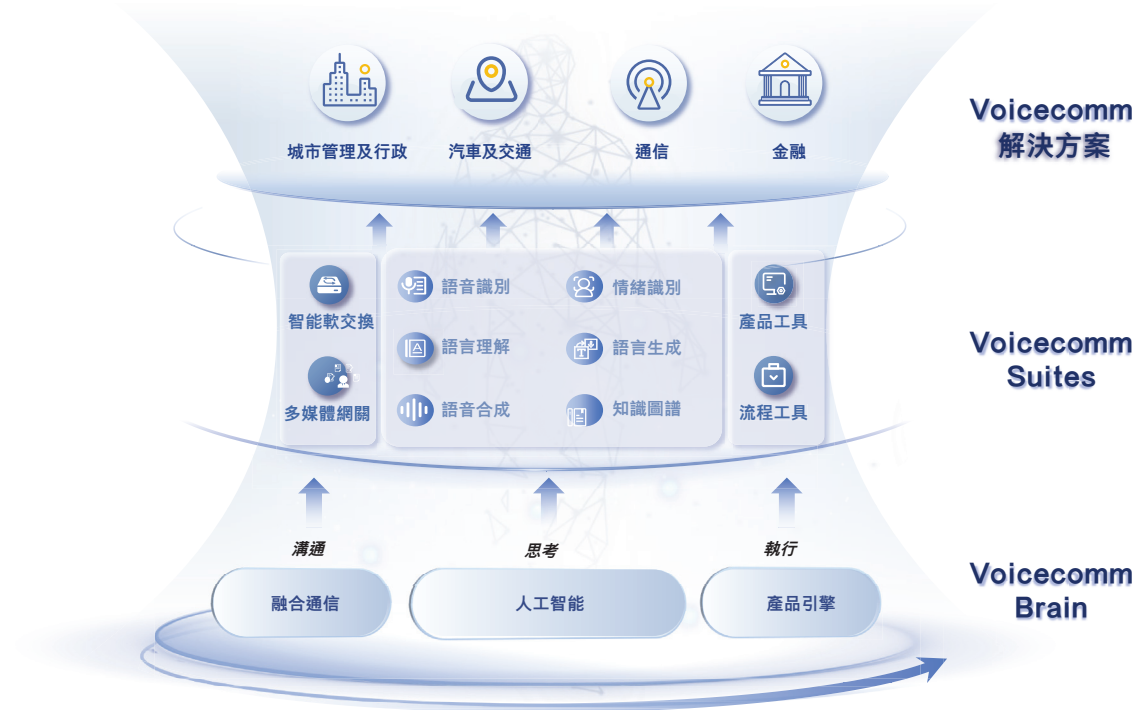 城市管理及行政
汽車及交通
通信
金融
Voicecomm
解決方案
智能軟交換
多媒體網關
語音識別
情緒識別
語言理解
語言生成
語音合成
知識圖譜
產品工具
流程工具
Voicecomm
Suites
溝通
思考
執行
融合通信
人工智能
產品引擎
Voicecomm
Brain